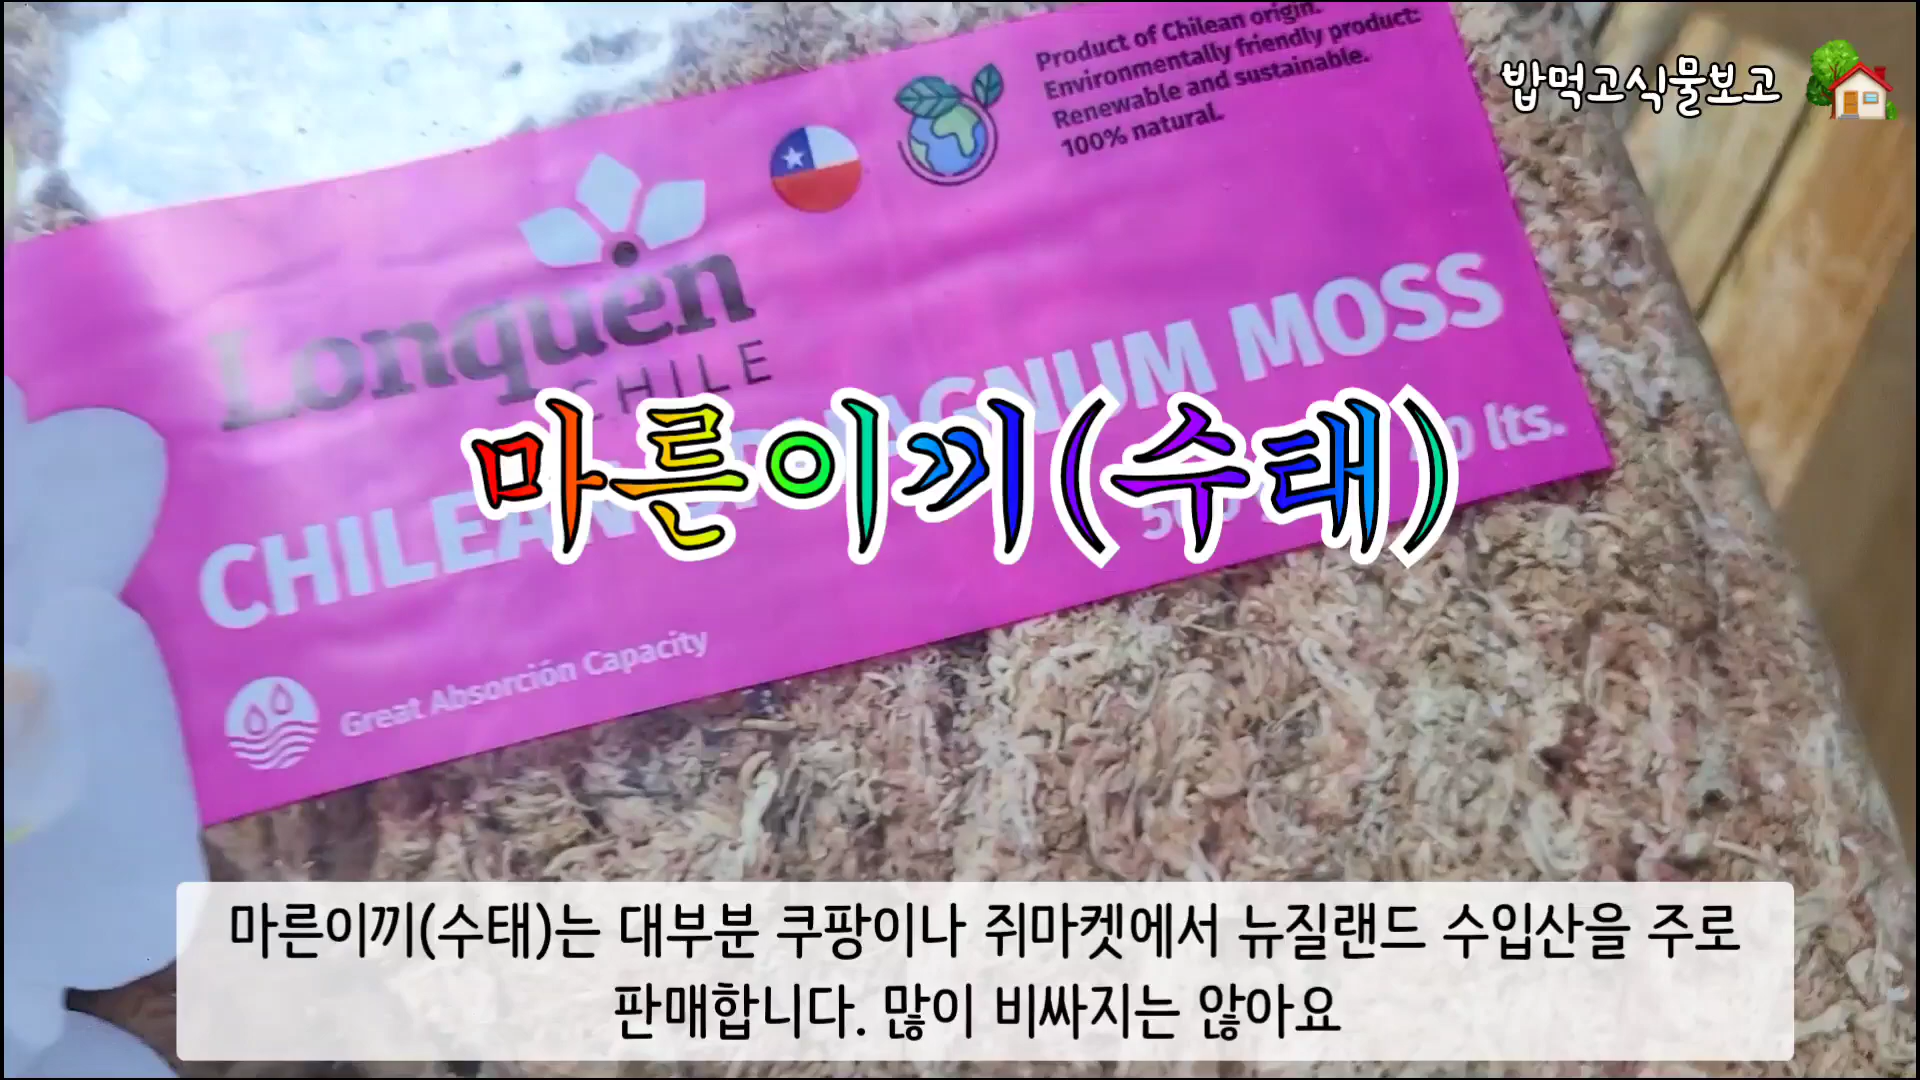 Product of Chilean origin.
Environmentally friendly product:
Renewable and sustainable.
100% natural.
밥먹고식물보고
Lonquén
CHILE
CHILEAN MOSS
lts.
마른이끼(수태)
Great Absorción Capacity
마른이끼(수태)는 대부분 쿠팡이나 쥐마켓에서 뉴질랜드 수입산을 주로
판매합니다. 많이 비싸지는 않아요